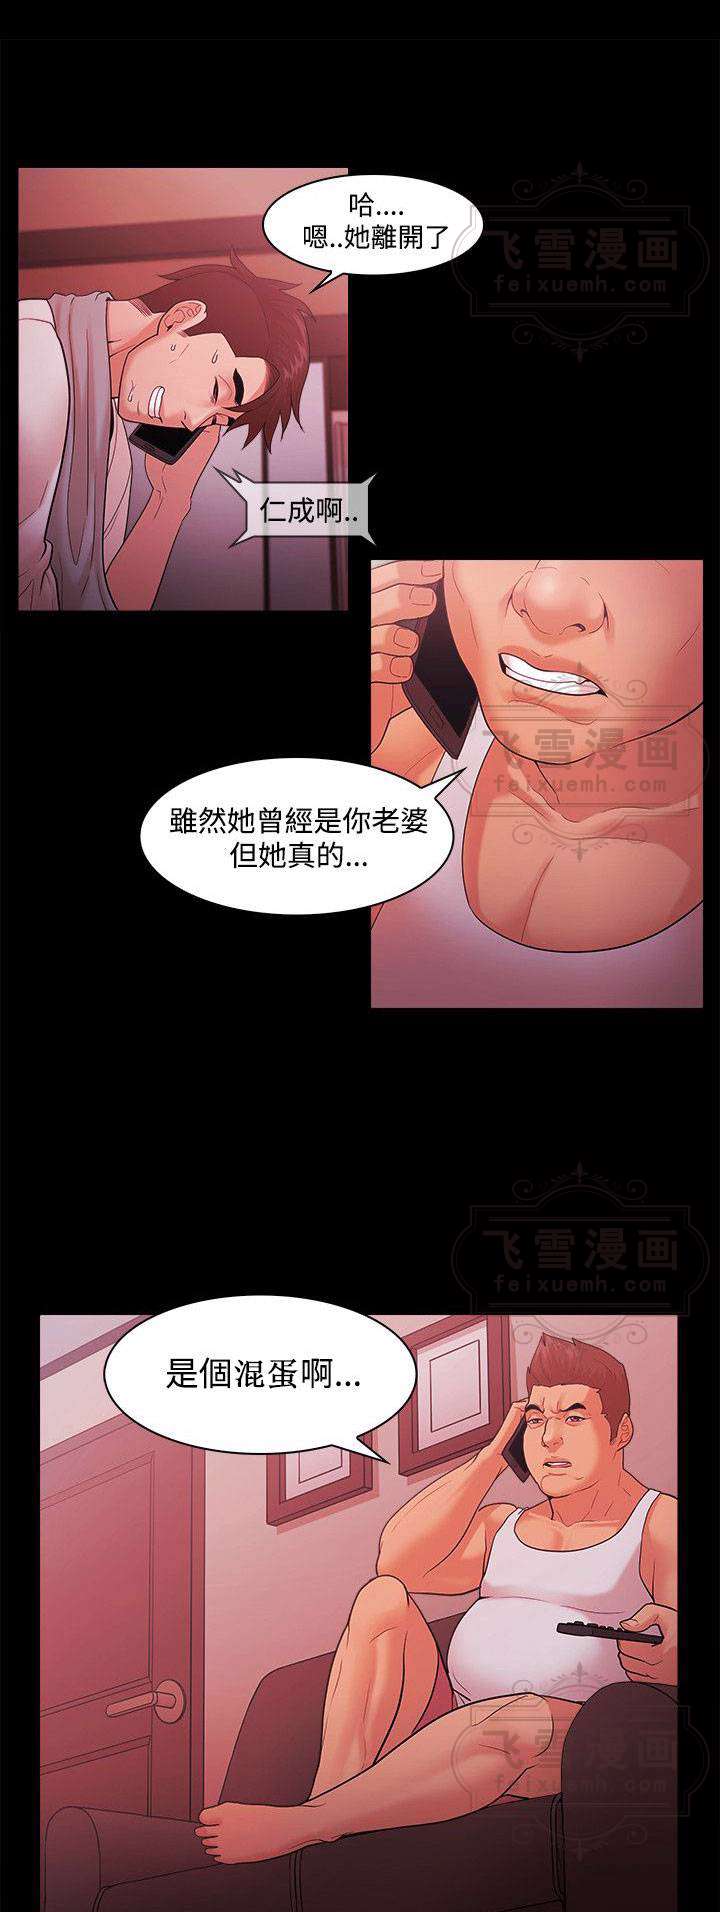 哈....
嗯..她離開了
飞雪漫画
feixuemh.com
仁成啊..
飞雪漫画
feixuemh.com
雖然她曾經是你老婆
但她真的...
飞雪漫画
feixuemh.com
是個混蛋啊...
飞雪漫画
feixuemh.com